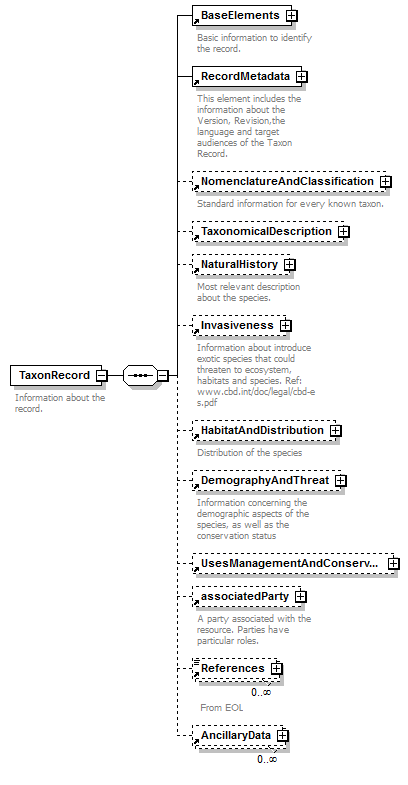 BaseElements
Basic information to identify
the record.
RecordMetadata
This element includes the
information about the
Version, Revision,the
language and target
audiences of the Taxon
Record.
NomenclatureAndClassification
Standard information for every known taxon.
TaxonomicalDescription
NaturalHistory
Most relevant description
about the species.
Invasiveness
Information about introduce
exotic species that could
threaten to ecosystem,
habitats and species. Ref:
www.cbd.int/doc/legal/cbd-e
s.pdf
TaxonRecord
Information about the
record.
HabitatAndDistribution
Distribution of the species
DemographyAndThreat
Information concerning the
demographic aspects of the
species, as well as the
conservation status
UsesManagementAndConserv...
associatedParty
A party associated with the
resource. Parties have
particular roles.
References
0..∞
From EOL
AncillaryData
0..∞